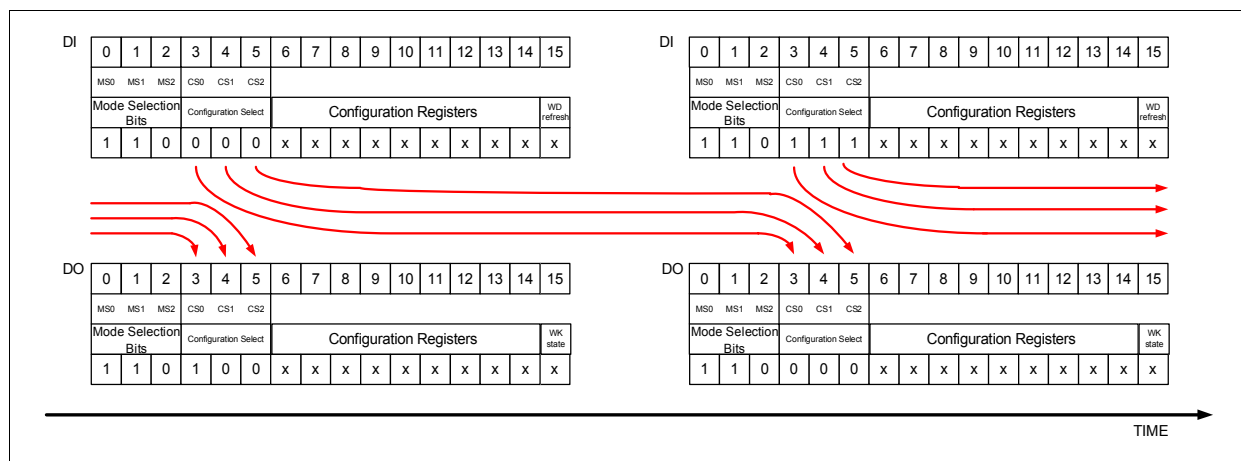 DI 0 1 2 3 4 5 6 7 8 9 10 11 12 13 14 15
MS0 MS1 MS2 CS0 CS1 CS2
Mode Selection Bits Configuration Select Configuration Registers WD refresh
1 1 0 0 0 0 x x x x x x x x x x
DI 0 1 2 3 4 5 6 7 8 9 10 11 12 13 14 15
MS0 MS1 MS2 CS0 CS1 CS2
Mode Selection Bits Configuration Select Configuration Registers WD refresh
1 1 0 1 1 1 x x x x x x x x x x
DO 0 1 2 3 4 5 6 7 8 9 10 11 12 13 14 15
MS0 MS1 MS2 CS0 CS1 CS2
Mode Selection Bits Configuration Select Configuration Registers WK state
1 1 0 1 0 0 x x x x x x x x x x
DO 0 1 2 3 4 5 6 7 8 9 10 11 12 13 14 15
MS0 MS1 MS2 CS0 CS1 CS2
Mode Selection Bits Configuration Select Configuration Registers WK state
1 1 0 0 0 0 x x x x x x x x x x
TIME